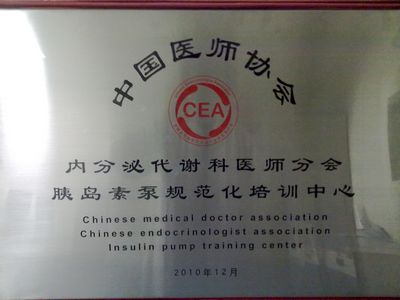 中国医师协会
CEA
内分泌代谢科医师分会
胰岛素泵规范化培训中心
Chinese medical doctor association
Chinese endocrinologist association
Insulin pump training center
2010年12月